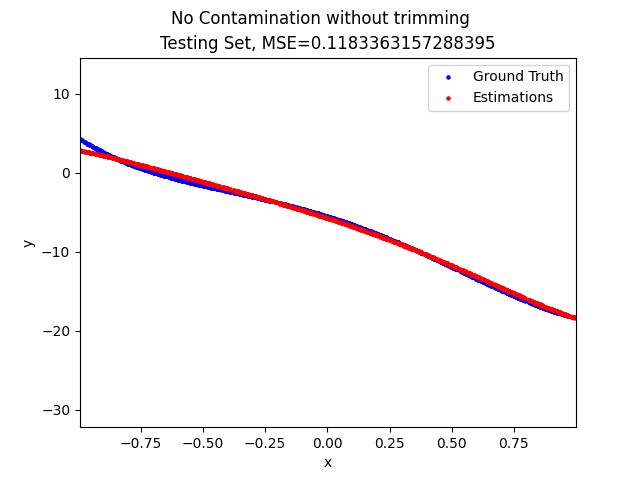 No Contamination without trimming
Testing Set, MSE=0.1183363157288395
Ground Truth
Estimations
10
0
−10
−20
−30
y
−0.75 −0.50 −0.25 0.00 0.25 0.50 0.75
x